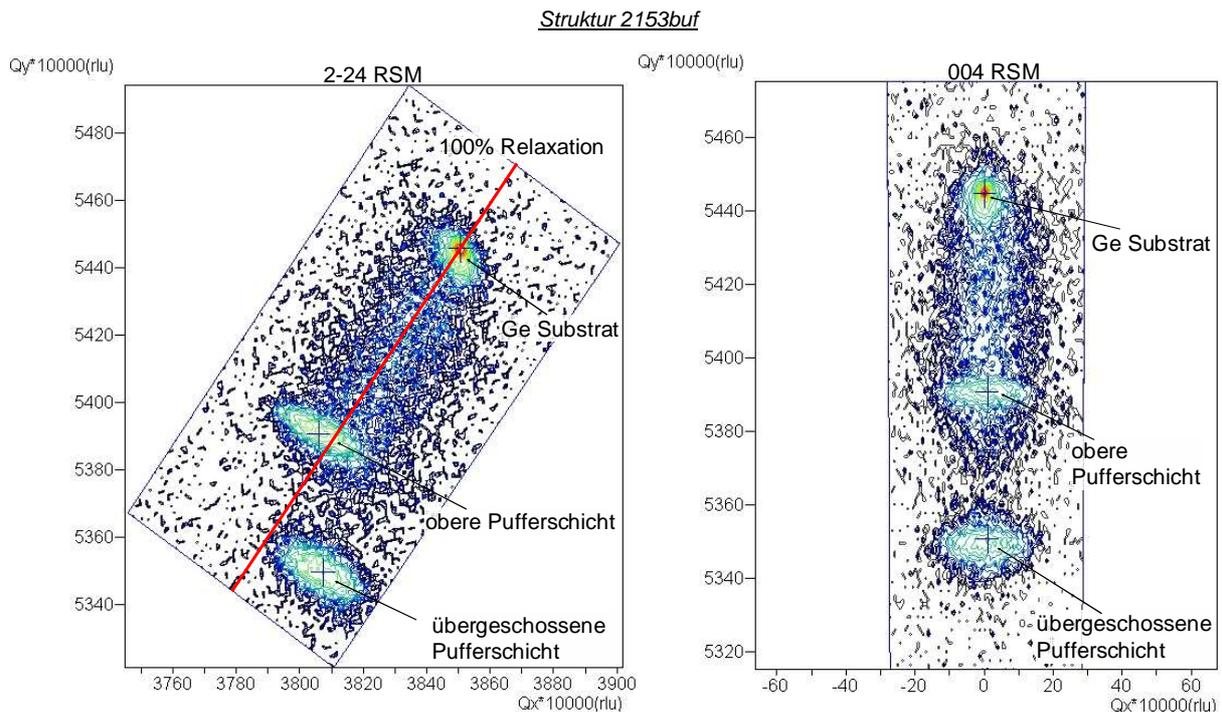 Struktur 2153buf
Qy*10000(rlu)
2-24 RSM
5480
5460
5440
5420
5400
5380
5360
5340
100% Relaxation
Ge Substrat
obere Pufferschicht
übergeschossene
Pufferschicht
3760 3780 3800 3820 3840 3860 3880 3900
Qx*10000(rlu)
Qy*10000(rlu)
004 RSM
5460
5440
5420
5400
5380
5360
5340
5320
Ge Substrat
obere
Pufferschicht
übergeschossene
Pufferschicht
-60 -40 -20 0 20 40 60
Qx*10000(rlu)